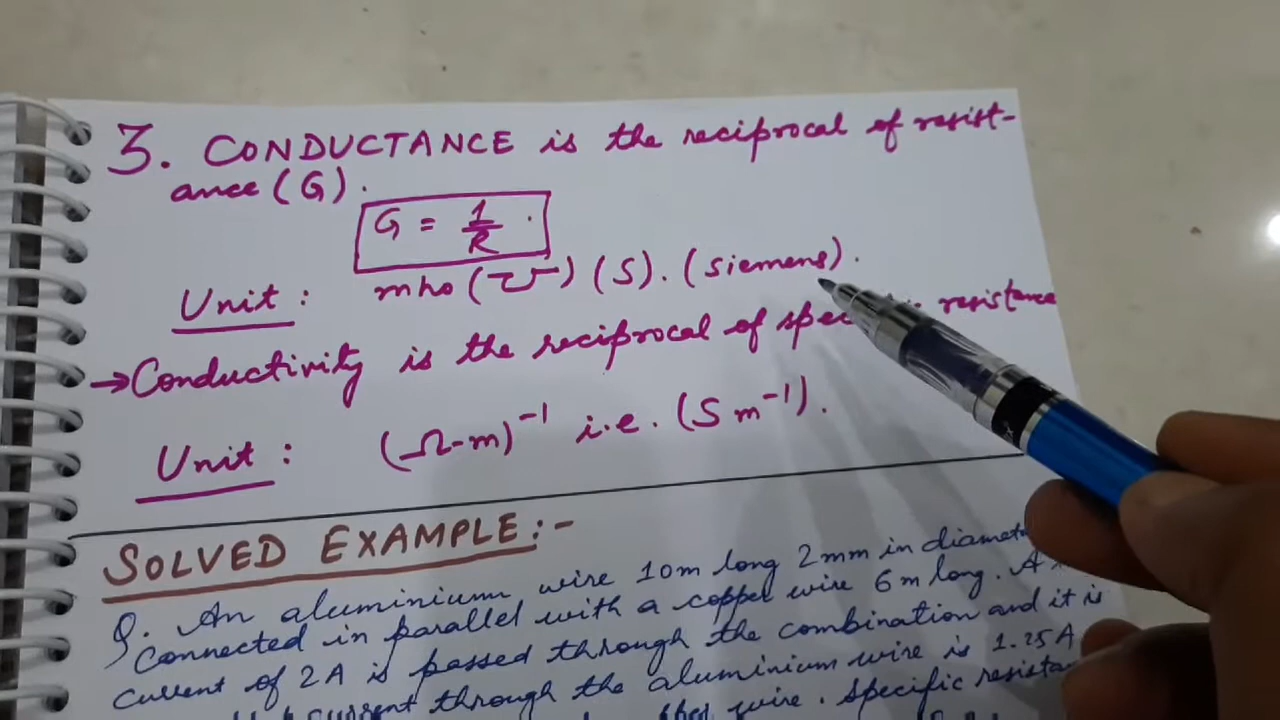 3. CONDUCTANCE is the reciprocal of resist-
ance (G).
G = 1/R .
Unit : mho (℧) (S). (siemens).
→ Conductivity is the reciprocal of resistance
Unit : (Ω-m)⁻¹ i.e. (S m⁻¹).
SOLVED EXAMPLE:-
Q. An aluminium wire 10m long 2mm in
connected in parallel with a copper wire 6m long. A
current of 2A is passed through the combination and it is
current through the aluminium wire is 1.25A
wire. Specific